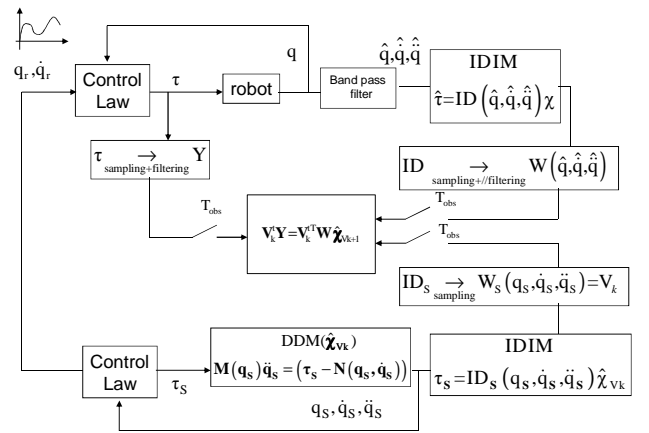 q_r, q̇_r
Control
Law
τ
q
robot
Band pass
filter
q̂, q̂̇, q̂̈
IDIM
τ̂=ID(q̂,q̂̇,q̂̈)χ
τ → Y
sampling+filtering
ID → W(q̂,q̂̇,q̂̈)
sampling+//filtering
T_obs
T_obs
T_obs
V_k^t Y=V_k^{tT} W χ̂_{Vk+1}
ID_S → W_S(q_S,q̇_S,q̈_S)=V_k
sampling
Control
Law
τ_S
DDM(χ̂_Vk)
M(q_S)q̈_S = (τ_S − N(q_S, q̇_S))
IDIM
τ_S=ID_S(q_S,q̇_S,q̈_S)χ̂_Vk
q_S, q̇_S, q̈_S